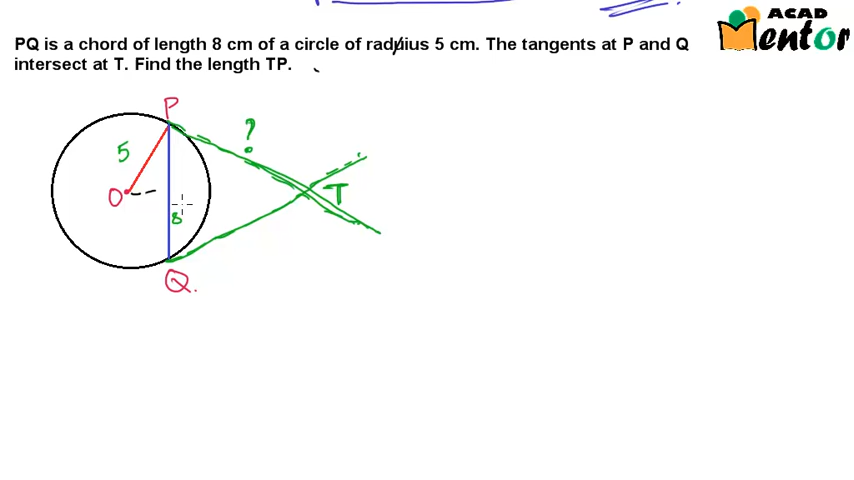 ACAD
Mentor
PQ is a chord of length 8 cm of a circle of radius 5 cm. The tangents at P and Q
intersect at T. Find the length TP.
P
?
5
T
O
8
Q.